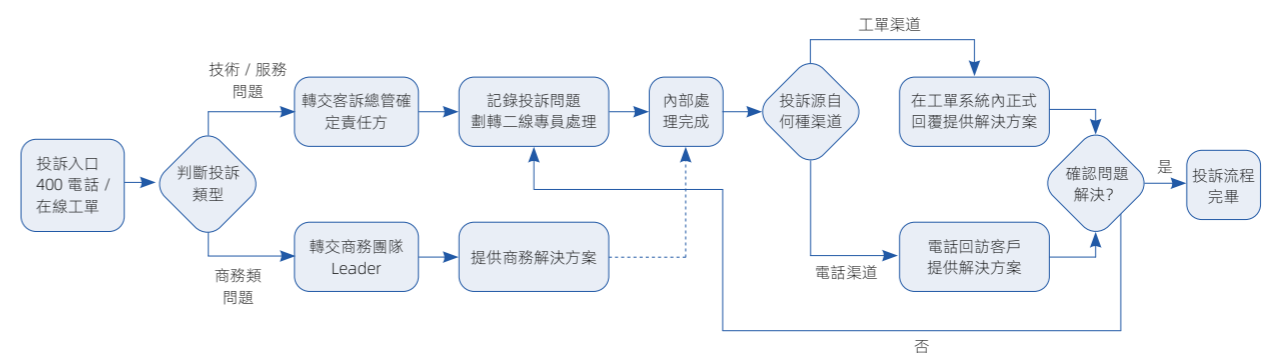 投訴入口
400 電話 /
在線工單
判斷投訴
類型
技術 / 服務
問題
轉交客訴總管確
定責任方
記錄投訴問題
劃轉二線專員處理
內部處
理完成
投訴源自
何種渠道
工單渠道
在工單系統內正式
回覆提供解決方案
確認問題
解決?
是
投訴流程
完畢
商務類
問題
轉交商務團隊
Leader
提供商務解決方案
電話渠道
電話回訪客戶
提供解決方案
否